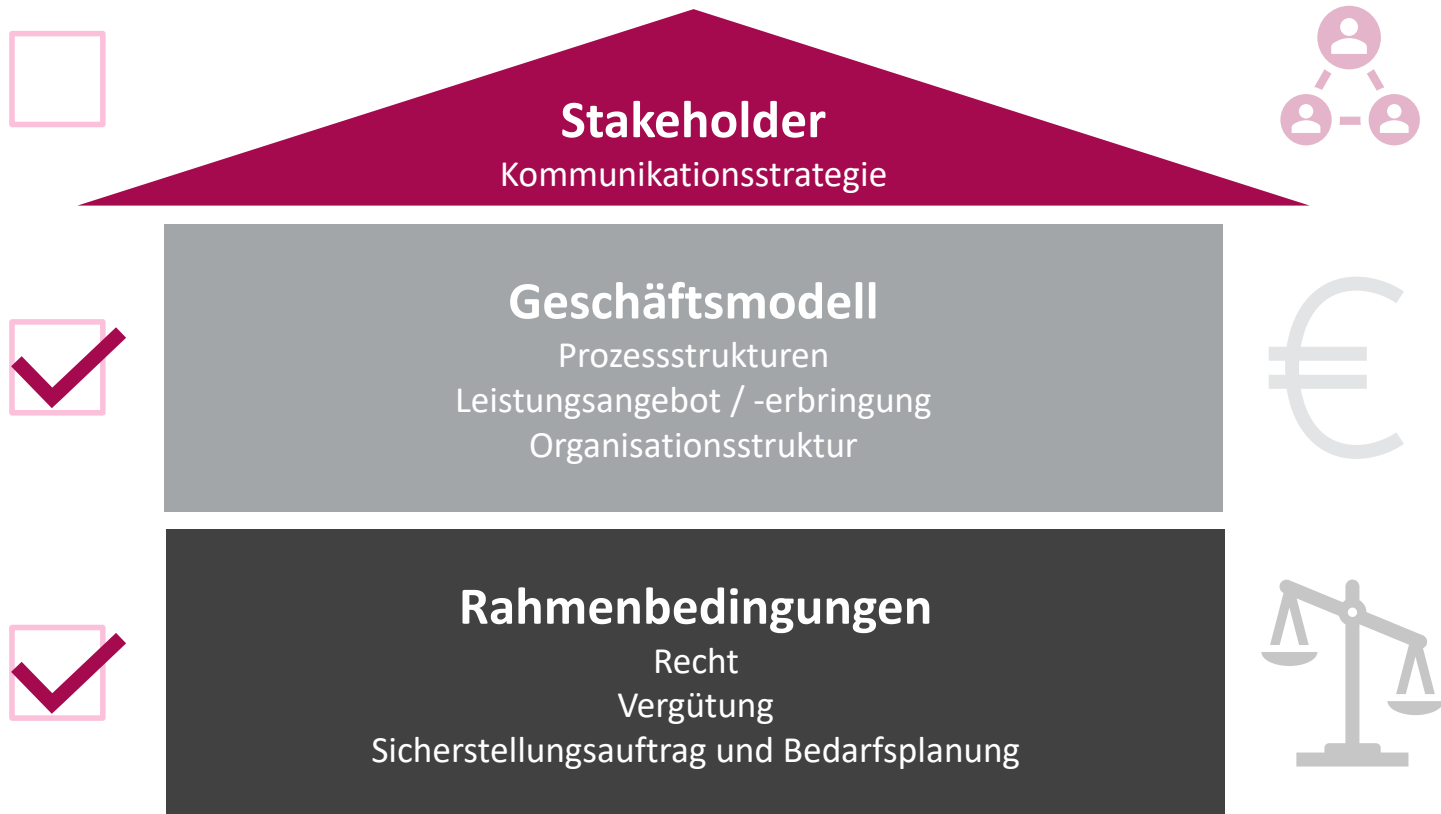 Stakeholder
Kommunikationsstrategie
Geschäftsmodell
Prozessstrukturen
Leistungsangebot / -erbringung
Organisationsstruktur
Rahmenbedingungen
Recht
Vergütung
Sicherstellungsauftrag und Bedarfsplanung